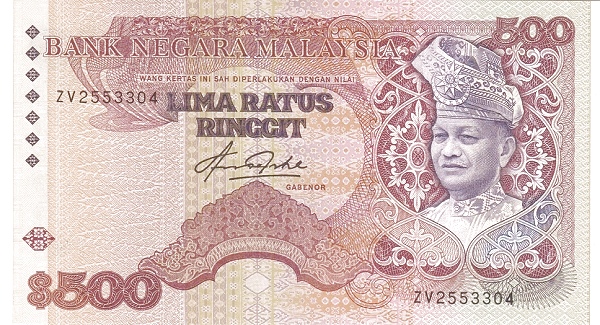 500
BANK NEGARA MALAYSIA
WANG KERTAS INI SAH DIPERLAKUKAN DENGAN NILAI
ZV2553304
LIMA RATUS
RINGGIT
GABENOR
$500
ZV2553304